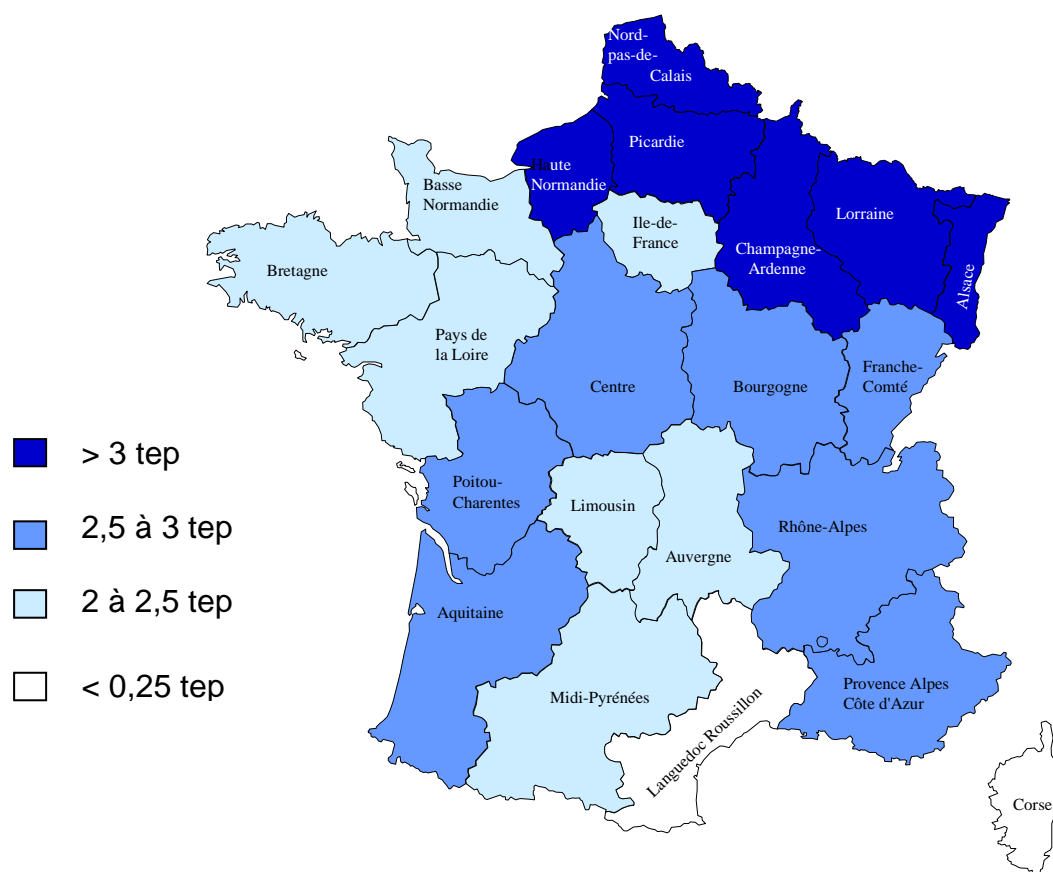 Nord-
pas-de-
Calais
Picardie
Haute
Normandie
Basse
Normandie
Ile-de-
France
Champagne-
Ardenne
Lorraine
Alsace
Bretagne
Pays de
la Loire
Centre
Bourgogne
Franche-
Comté
Poitou-
Charentes
Limousin
Auvergne
Rhône-Alpes
Aquitaine
Midi-Pyrénées
Languedoc Roussillon
Provence Alpes
Côte d'Azur
Corse
> 3 tep
2,5 à 3 tep
2 à 2,5 tep
< 0,25 tep